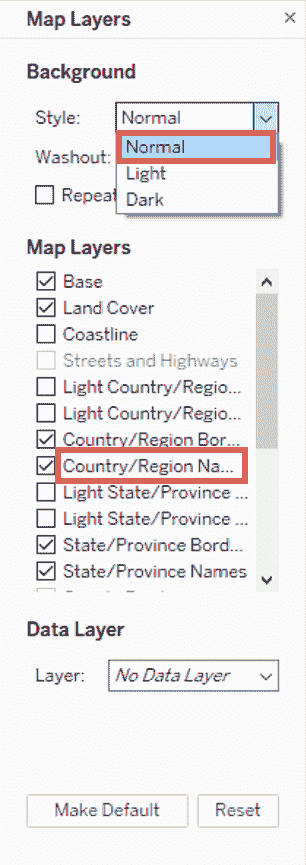 Map Layers
Background
Style: Normal
Normal
Washout:
Light
Repeat
Dark
Map Layers
Base
Land Cover
Coastline
Streets and Highways
Light Country/Regio...
Light Country/Regio...
Country/Region Bor...
Country/Region Na...
Light State/Province ...
Light State/Province ...
State/Province Bord...
State/Province Names
Data Layer
Layer: No Data Layer
Make Default Reset